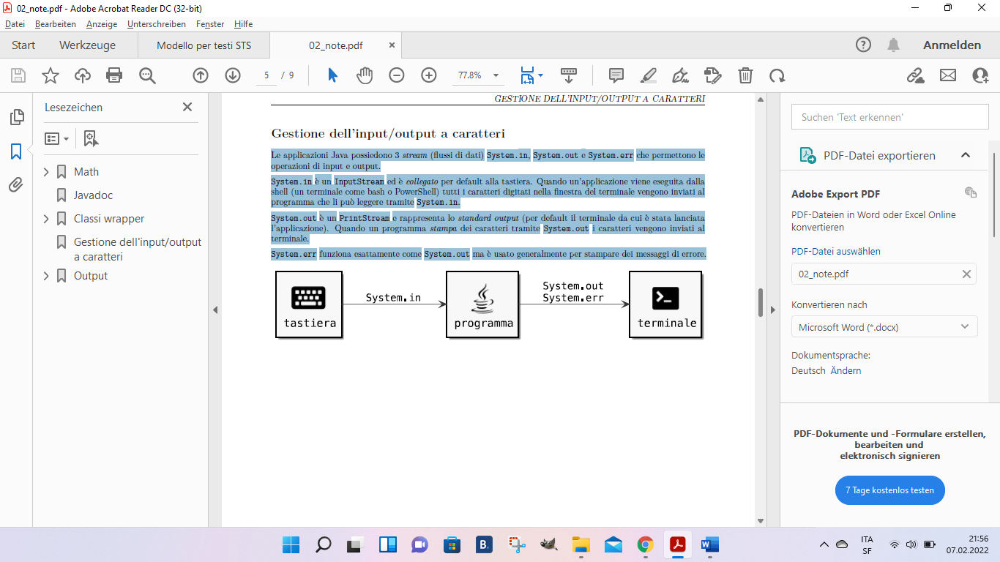 02_note.pdf - Adobe Acrobat Reader DC (32-bit)
Datei Bearbeiten Anzeige Unterschreiben Fenster Hilfe
Start Werkzeuge Modello per testi STS 02_note.pdf Anmelden
5 / 9 77.8%
Lesezeichen
Math
Javadoc
Classi wrapper
Gestione dell'input/output
a caratteri
Output
GESTIONE DELL'INPUT/OUTPUT A CARATTERI
Gestione dell'input/output a caratteri
Le applicazioni Java possiedono 3 stream (flussi di dati) System.in, System.out e System.err che permettono le
operazioni di input e output.
System.in è un InputStream ed è collegato per default alla tastiera. Quando un'applicazione viene eseguita dalla
shell (un terminale come bash o PowerShell) tutti i caratteri digitati nella finestra del terminale vengono inviati al
programma che li può leggere tramite System.in.
System.out è un PrintStream e rappresenta lo standard output (per default il terminale da cui è stata lanciata
l'applicazione). Quando un programma stampa dei caratteri tramite System.out i caratteri vengono inviati al
terminale.
System.err funziona esattamente come System.out ma è usato generalmente per stampare dei messaggi di errore.
tastiera
System.in
programma
System.out
System.err
terminale
Suchen 'Text erkennen'
PDF-Datei exportieren
Adobe Export PDF
PDF-Dateien in Word oder Excel Online
konvertieren
PDF-Datei auswählen
02_note.pdf
Konvertieren nach
Microsoft Word (*.docx)
Dokumentsprache:
Deutsch Ändern
PDF-Dokumente und -Formulare erstellen,
bearbeiten und
elektronisch signieren
7 Tage kostenlos testen
B.
ITA
SF
21:56
07.02.2022